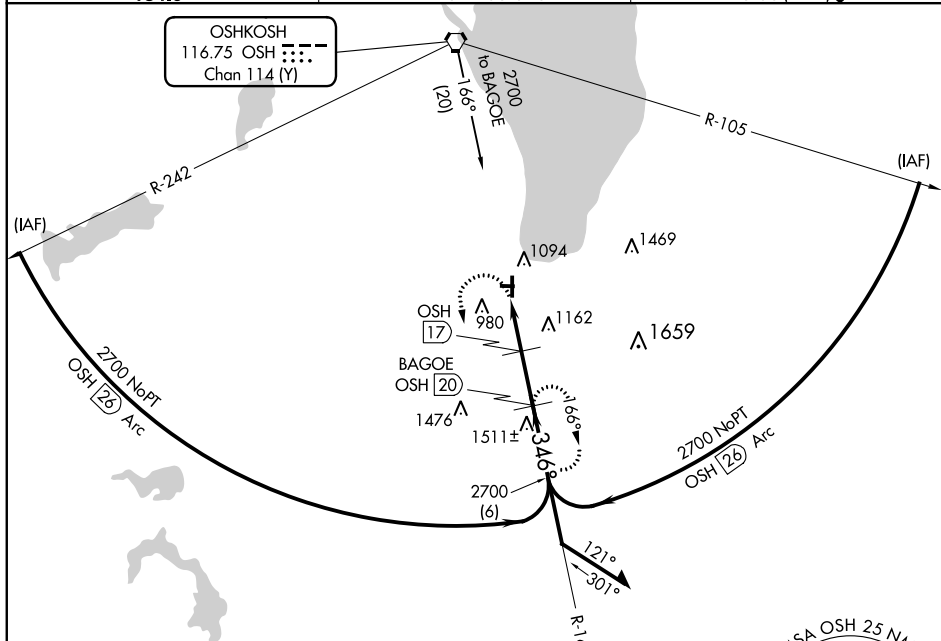 OSHKOSH
116.75 OSH
Chan 114 (Y)
2700
to BAGOE
166°
(20)
R-105
(IAF)
R-242
(IAF)
1094
1469
980
1162
1659
OSH
17
BAGOE
OSH 20
1476
1511±
166°
346°
2700 NoPT
OSH 26 Arc
2700 NoPT
OSH 26 Arc
2700
(6)
121°
301°
OSH 25